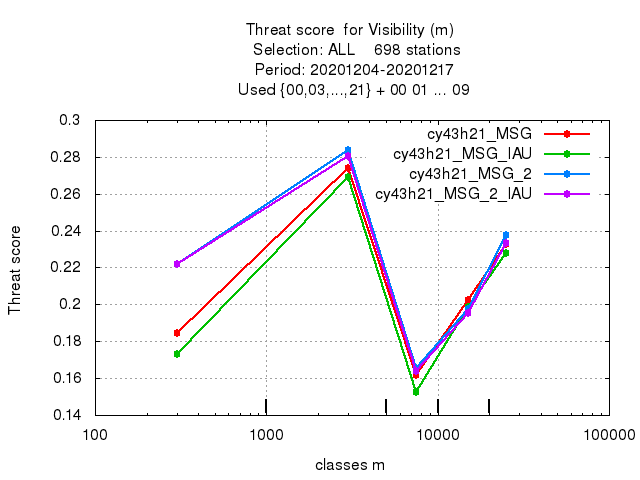 Threat score  for Visibility (m)
Selection: ALL    698 stations
Period: 20201204-20201217
Used {00,03,...,21} + 00 01 ... 09
0.3
0.28
0.26
0.24
0.22
0.2
0.18
0.16
0.14
Threat score
cy43h21_MSG
cy43h21_MSG_IAU
cy43h21_MSG_2
cy43h21_MSG_2_IAU
100
1000
10000
100000
classes m